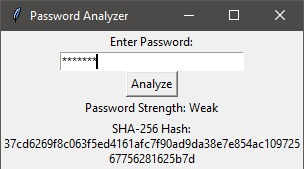 Password Analyzer
Enter Password:
*******
Analyze
Password Strength: Weak
SHA-256 Hash:
37cd6269f8c063f5ed4161afc7f90ad9da38e7e854ac109725
67756281625b7d